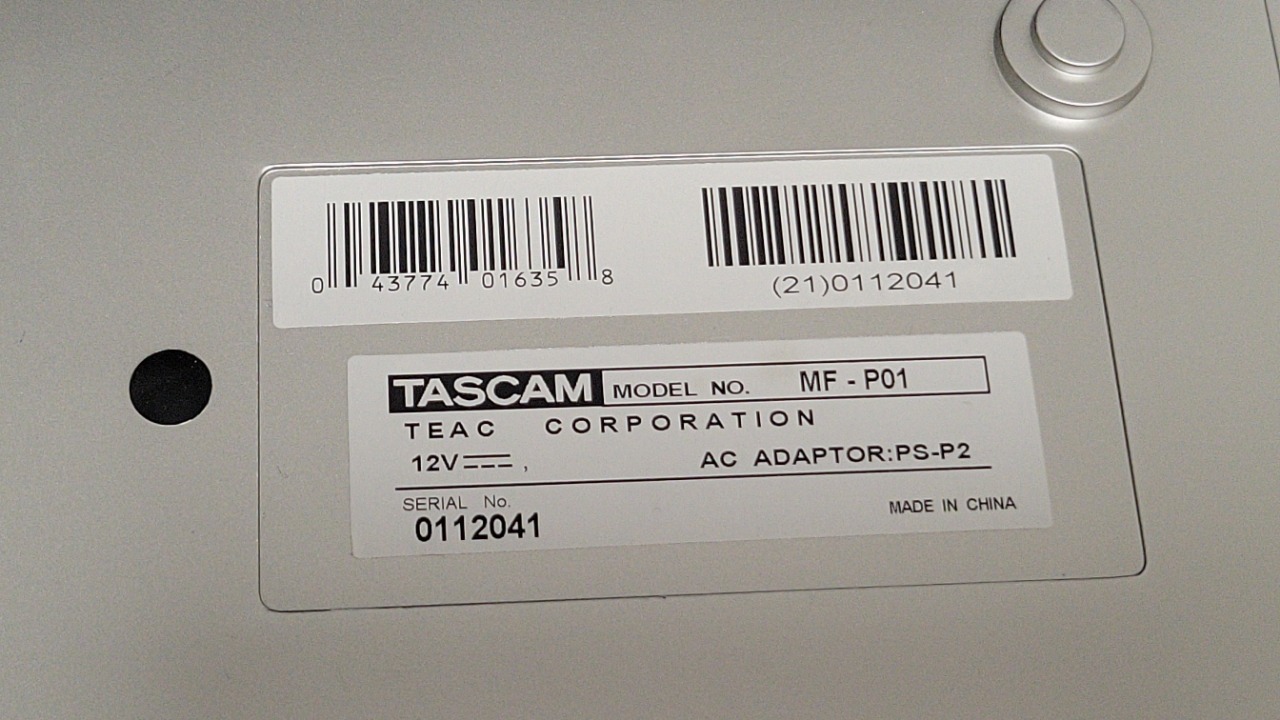 0 43774 01635 8
(21)0112041
TASCAM MODEL NO. MF - P01
TEAC CORPORATION
12V⎓ , AC ADAPTOR:PS-P2
SERIAL No.
0112041
MADE IN CHINA